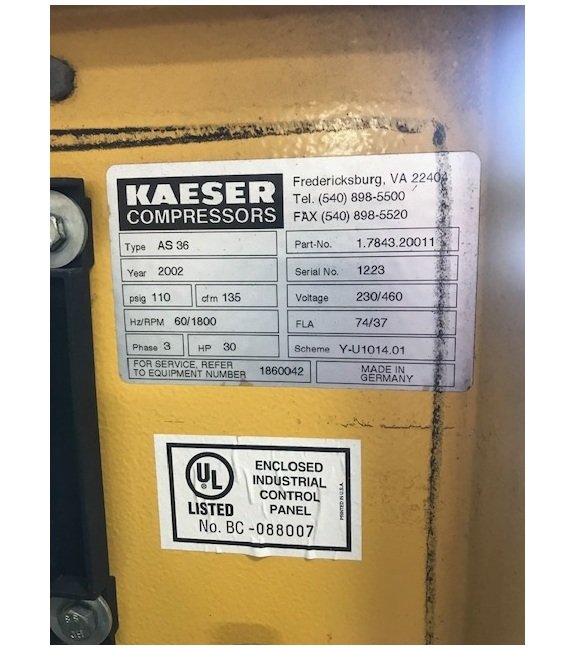 KAESER
COMPRESSORS
Fredericksburg, VA 22404
Tel. (540) 898-5500
FAX (540) 898-5520
Type AS 36
Part-No. 1.7843.20011
Year 2002
Serial No. 1223
psig 110 cfm 135
Voltage 230/460
Hz/RPM 60/1800
FLA 74/37
Phase 3 HP 30
Scheme Y-U1014.01
FOR SERVICE, REFER
TO EQUIPMENT NUMBER 1860042
MADE IN
GERMANY
UL
LISTED
ENCLOSED
INDUSTRIAL
CONTROL
PANEL
No. BC-088007
PRINTED IN U.S.A.